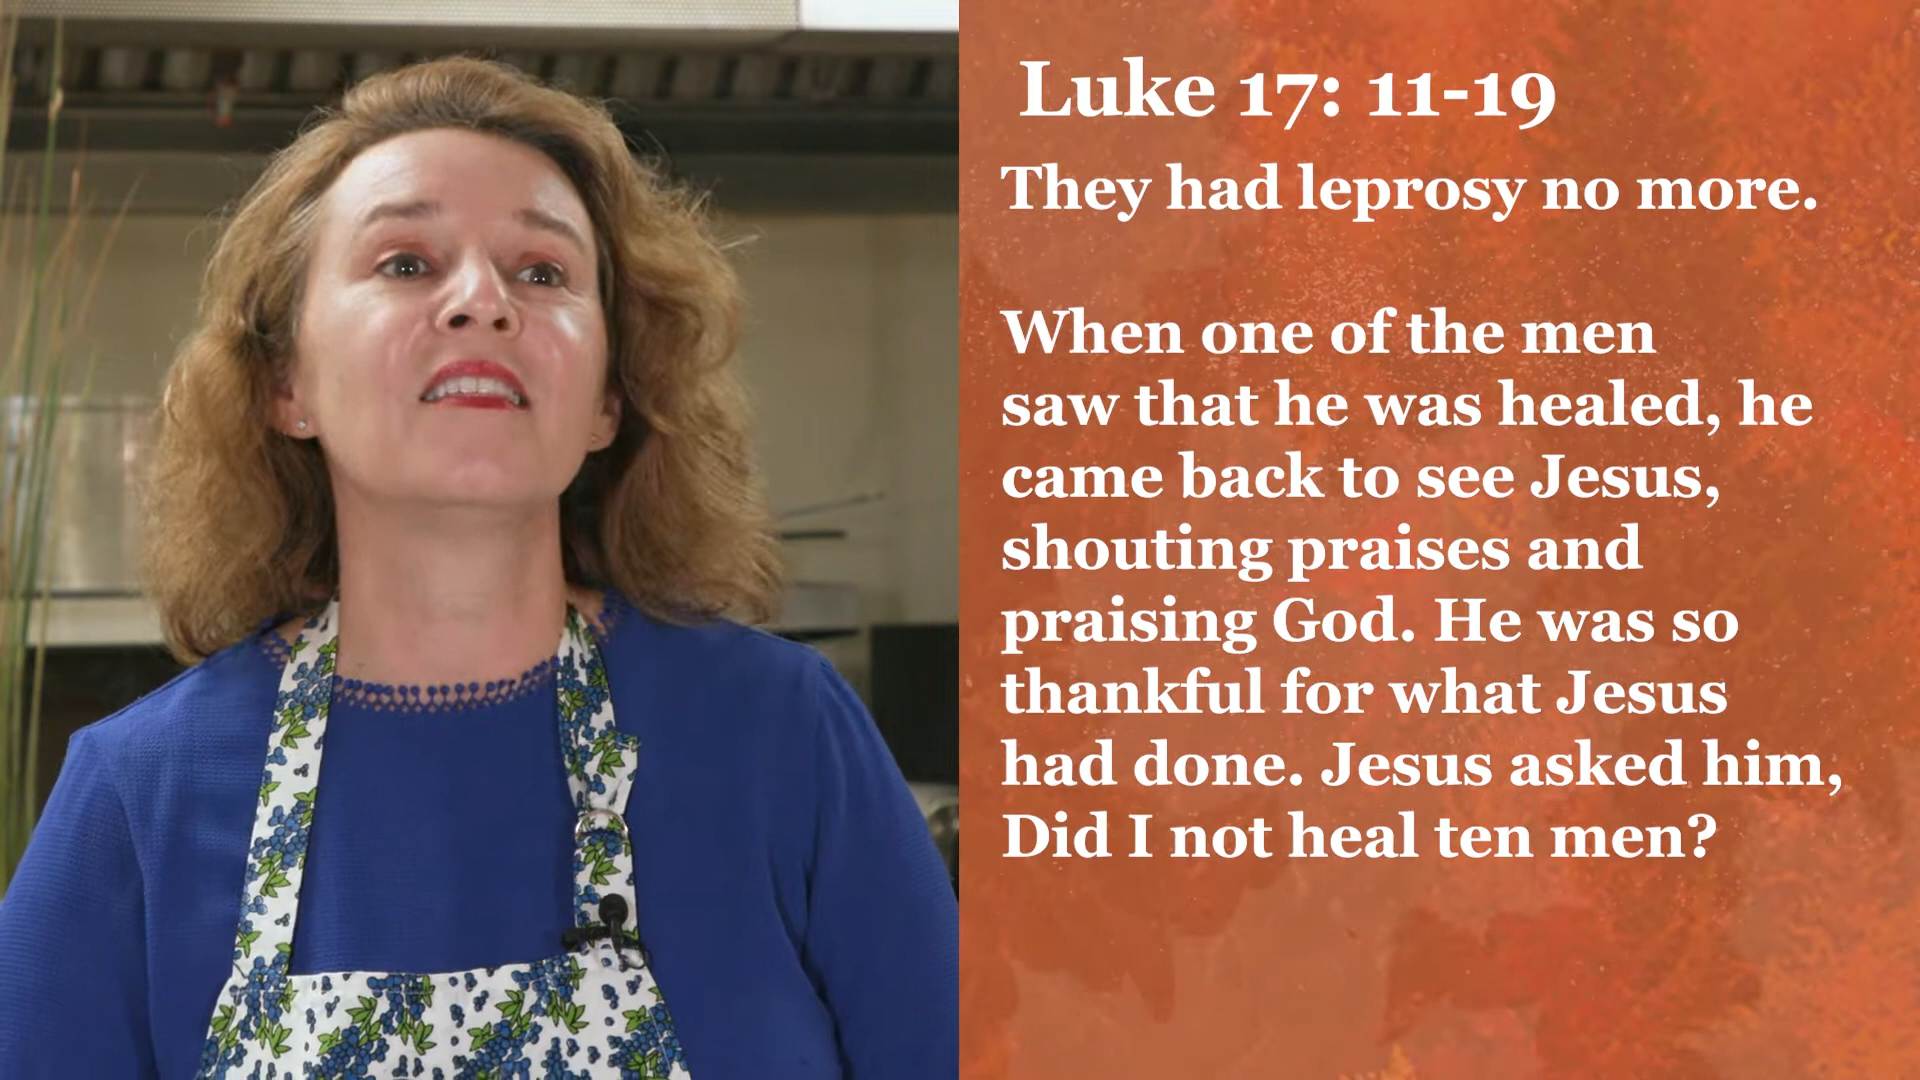 Luke 17: 11-19
They had leprosy no more.
When one of the men
saw that he was healed, he
came back to see Jesus,
shouting praises and
praising God. He was so
thankful for what Jesus
had done. Jesus asked him,
Did I not heal ten men?